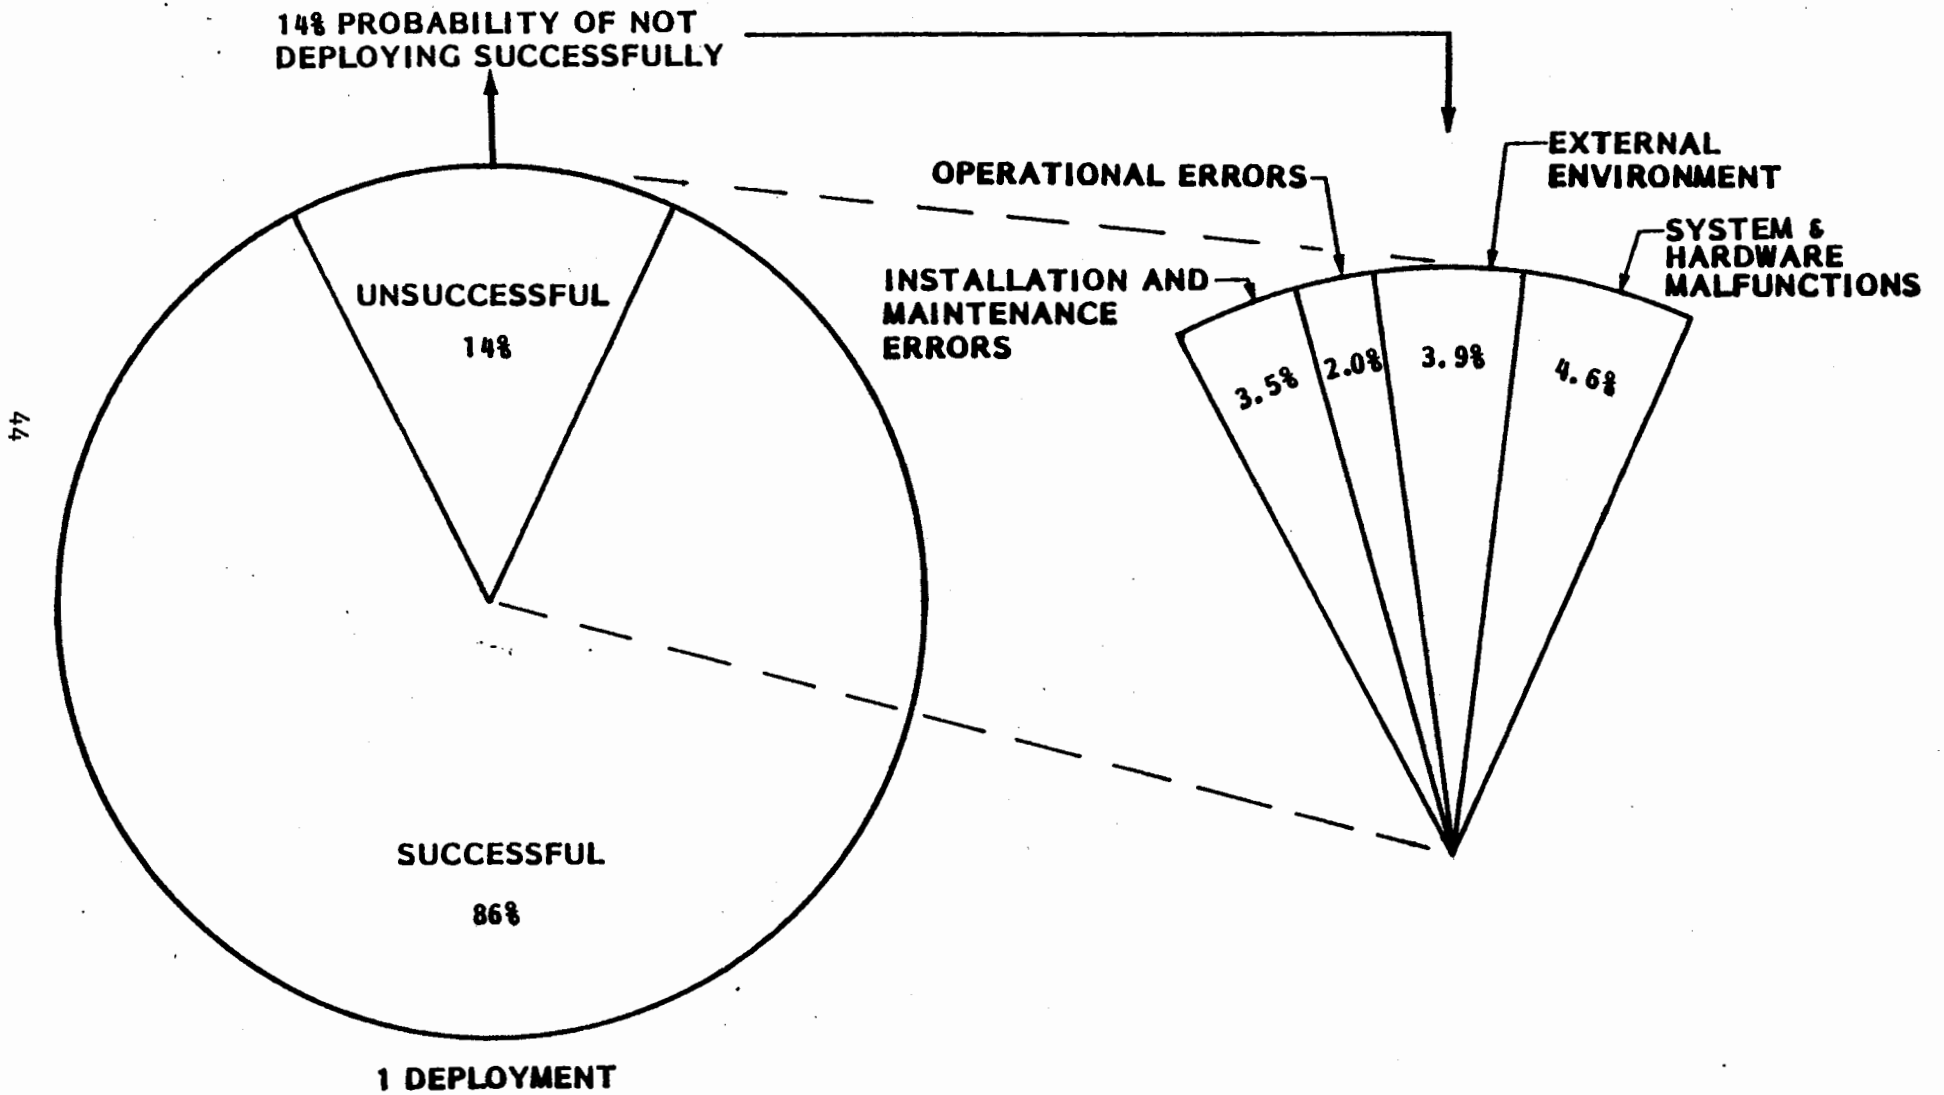 14% PROBABILITY OF NOT
DEPLOYING SUCCESSFULLY
EXTERNAL
ENVIRONMENT
OPERATIONAL ERRORS
SYSTEM &
HARDWARE
MALFUNCTIONS
INSTALLATION AND
MAINTENANCE
ERRORS
UNSUCCESSFUL
14%
3.5%
2.0%
3.9%
4.6%
44
SUCCESSFUL
86%
1 DEPLOYMENT